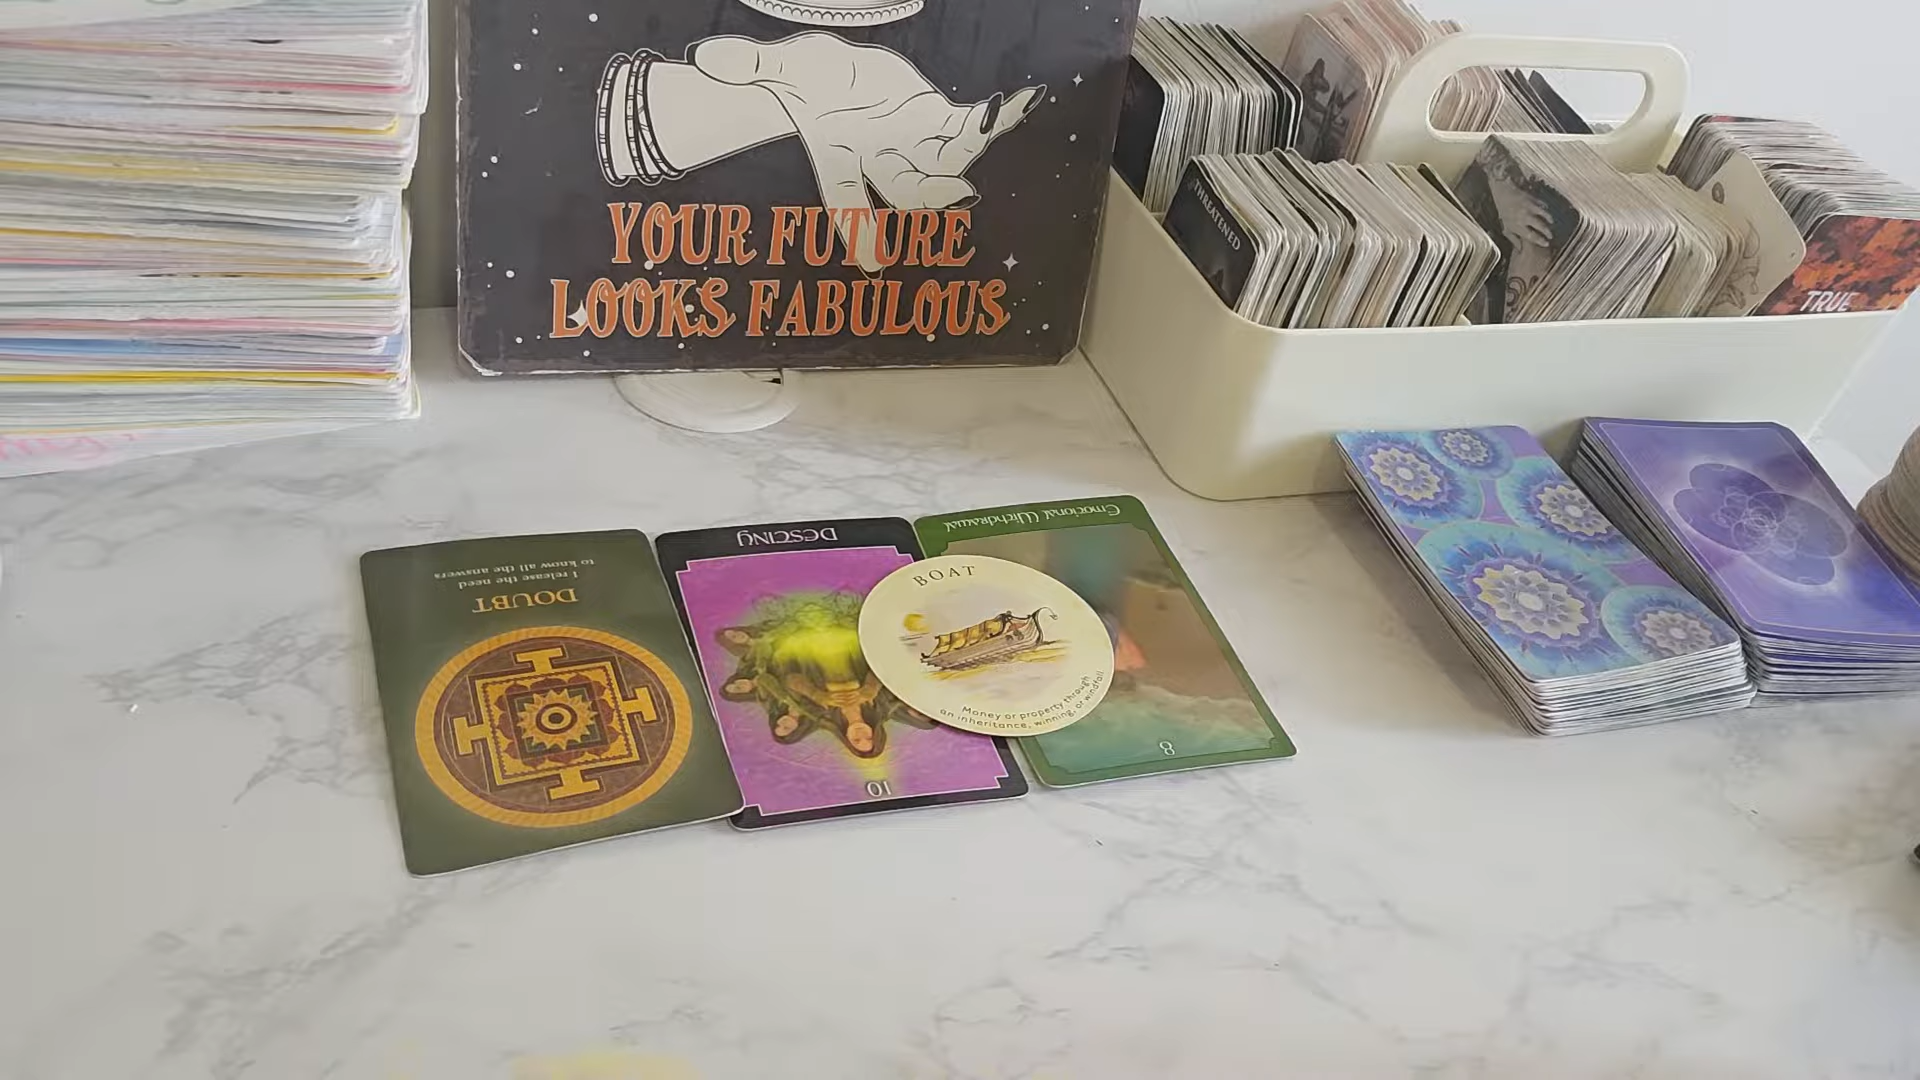 YOUR FUTURE
LOOKS FABULOUS
THREATENED
TRUE
DOUBT
I release the need
to know all the answers
DESTINY
10
Emotional Withdrawal
8
BOAT
Money or property through
an inheritance, winning, or windfall